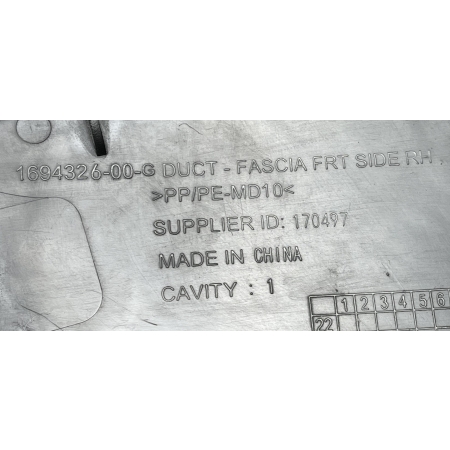 1694326-00-G DUCT - FASCIA FRT SIDE RH ,
>PP/PE-MD10<
SUPPLIER ID: 170497
MADE IN CHINA
CAVITY : 1
1 2 3 4 5 6
22